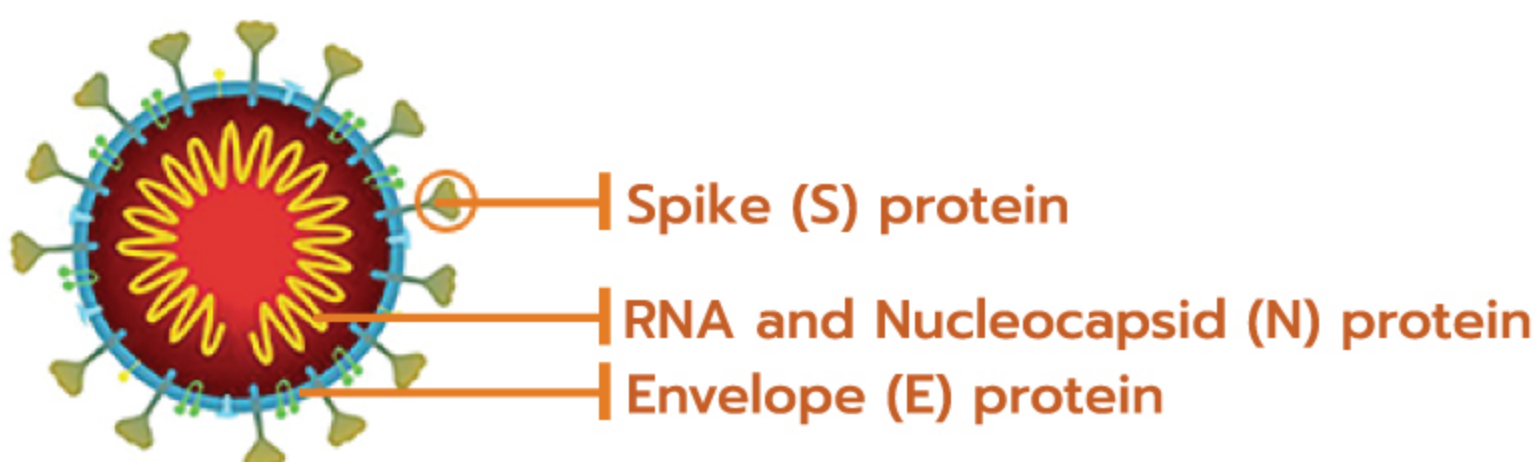 Spike (S) protein
RNA and Nucleocapsid (N) protein
Envelope (E) protein